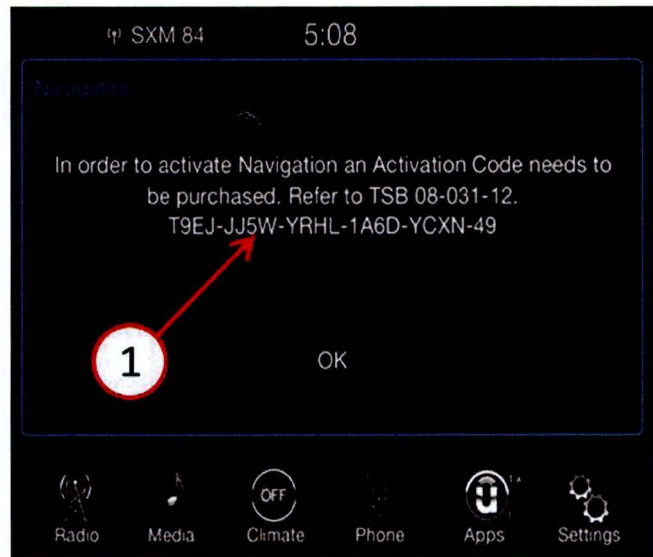 SXM 84 5:08
Navigation
In order to activate Navigation an Activation Code needs to
be purchased. Refer to TSB 08-031-12.
T9EJ-JJ5W-YRHL-1A6D-YCXN-49
1
OK
OFF
Radio Media Climate Phone Apps Settings